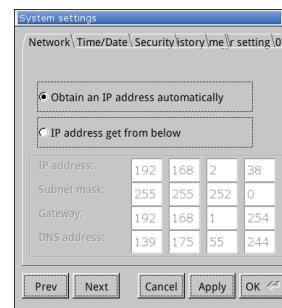 System settings
Network Time/Date Security istory me r setting 0
Obtain an IP address automatically
IP address get from below
IP address: 192 . 168 . 2 . 38
Subnet mask: 255 . 255 . 252 . 0
Gateway: 192 . 168 . 1 . 254
DNS address: 139 . 175 . 55 . 244
Prev Next Cancel Apply OK